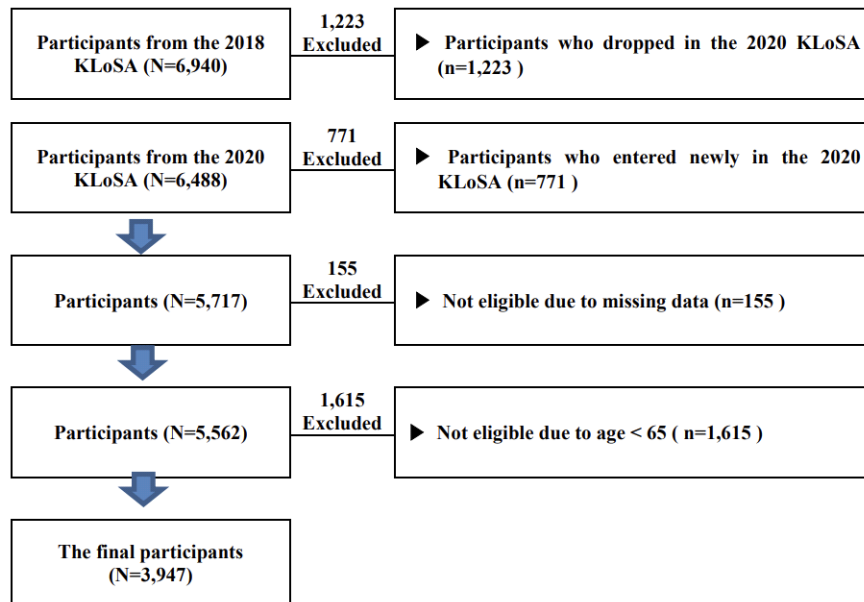 Participants from the 2018
KLoSA (N=6,940)
1,223
Excluded
▶ Participants who dropped in the 2020 KLoSA
(n=1,223 )
Participants from the 2020
KLoSA (N=6,488)
771
Excluded
▶ Participants who entered newly in the 2020
KLoSA (n=771 )
Participants (N=5,717)
155
Excluded
▶ Not eligible due to missing data (n=155 )
Participants (N=5,562)
1,615
Excluded
▶ Not eligible due to age < 65 ( n=1,615 )
The final participants
(N=3,947)